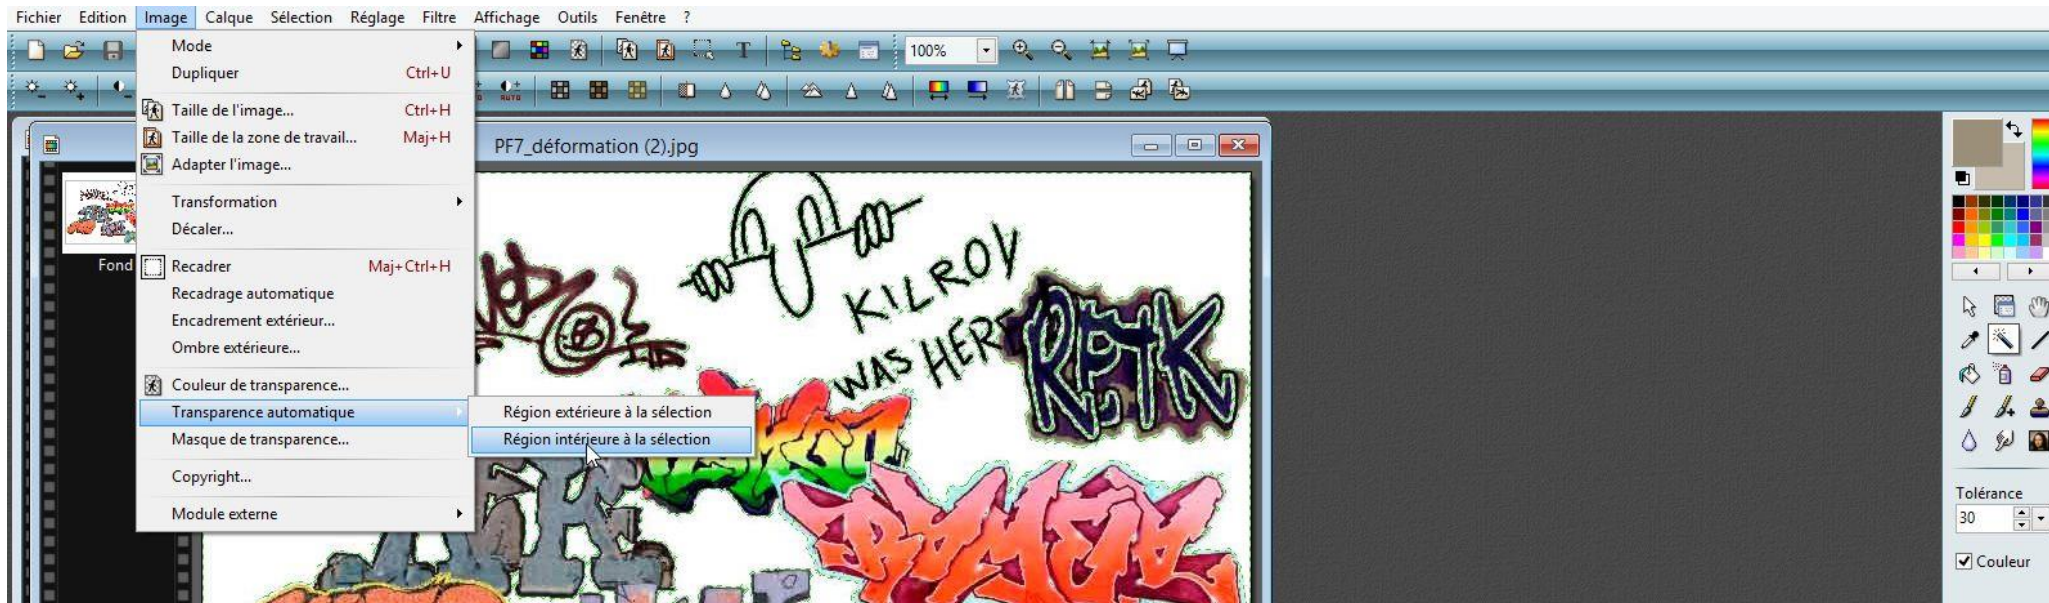 Fichier Edition Image Calque Sélection Réglage Filtre Affichage Outils Fenêtre ?
Mode
Dupliquer Ctrl+U
Taille de l'image... Ctrl+H
Taille de la zone de travail... Maj+H
Adapter l'image...
Transformation
Décaler...
Recadrer Maj+Ctrl+H
Recadrage automatique
Encadrement extérieur...
Ombre extérieure...
Couleur de transparence...
Transparence automatique
Région extérieure à la sélection
Région intérieure à la sélection
Masque de transparence...
Copyright...
Module externe
T
100%
AUTO
PF7_déformation (2).jpg
Fond
KILROY
WAS HERE
RPTK
Tolérance
30
Couleur